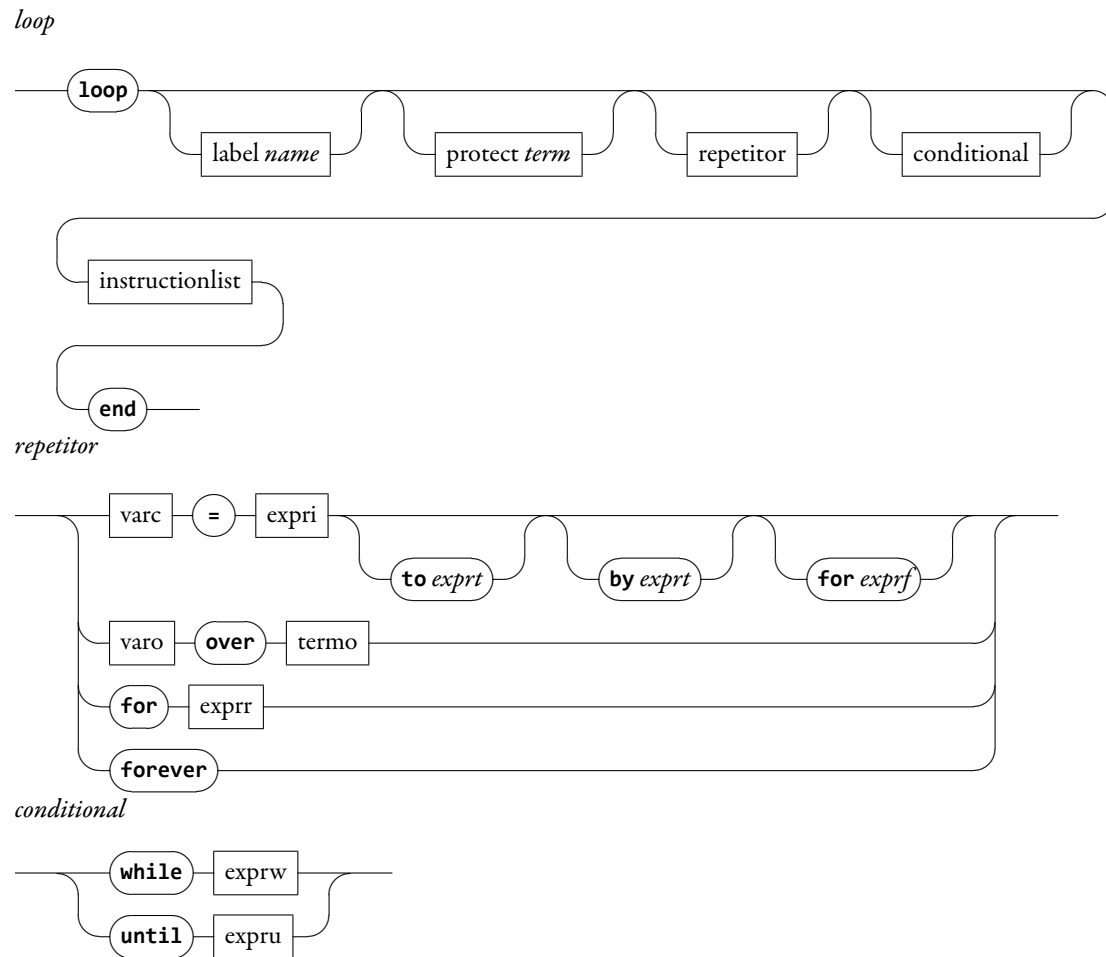 loop
loop
label name protect term repetitor conditional
instructionlist
end
repetitor
varc = expri
to exprt by exprt for exprf
varo over termo
for exprr
forever
conditional
while exprw
until expru